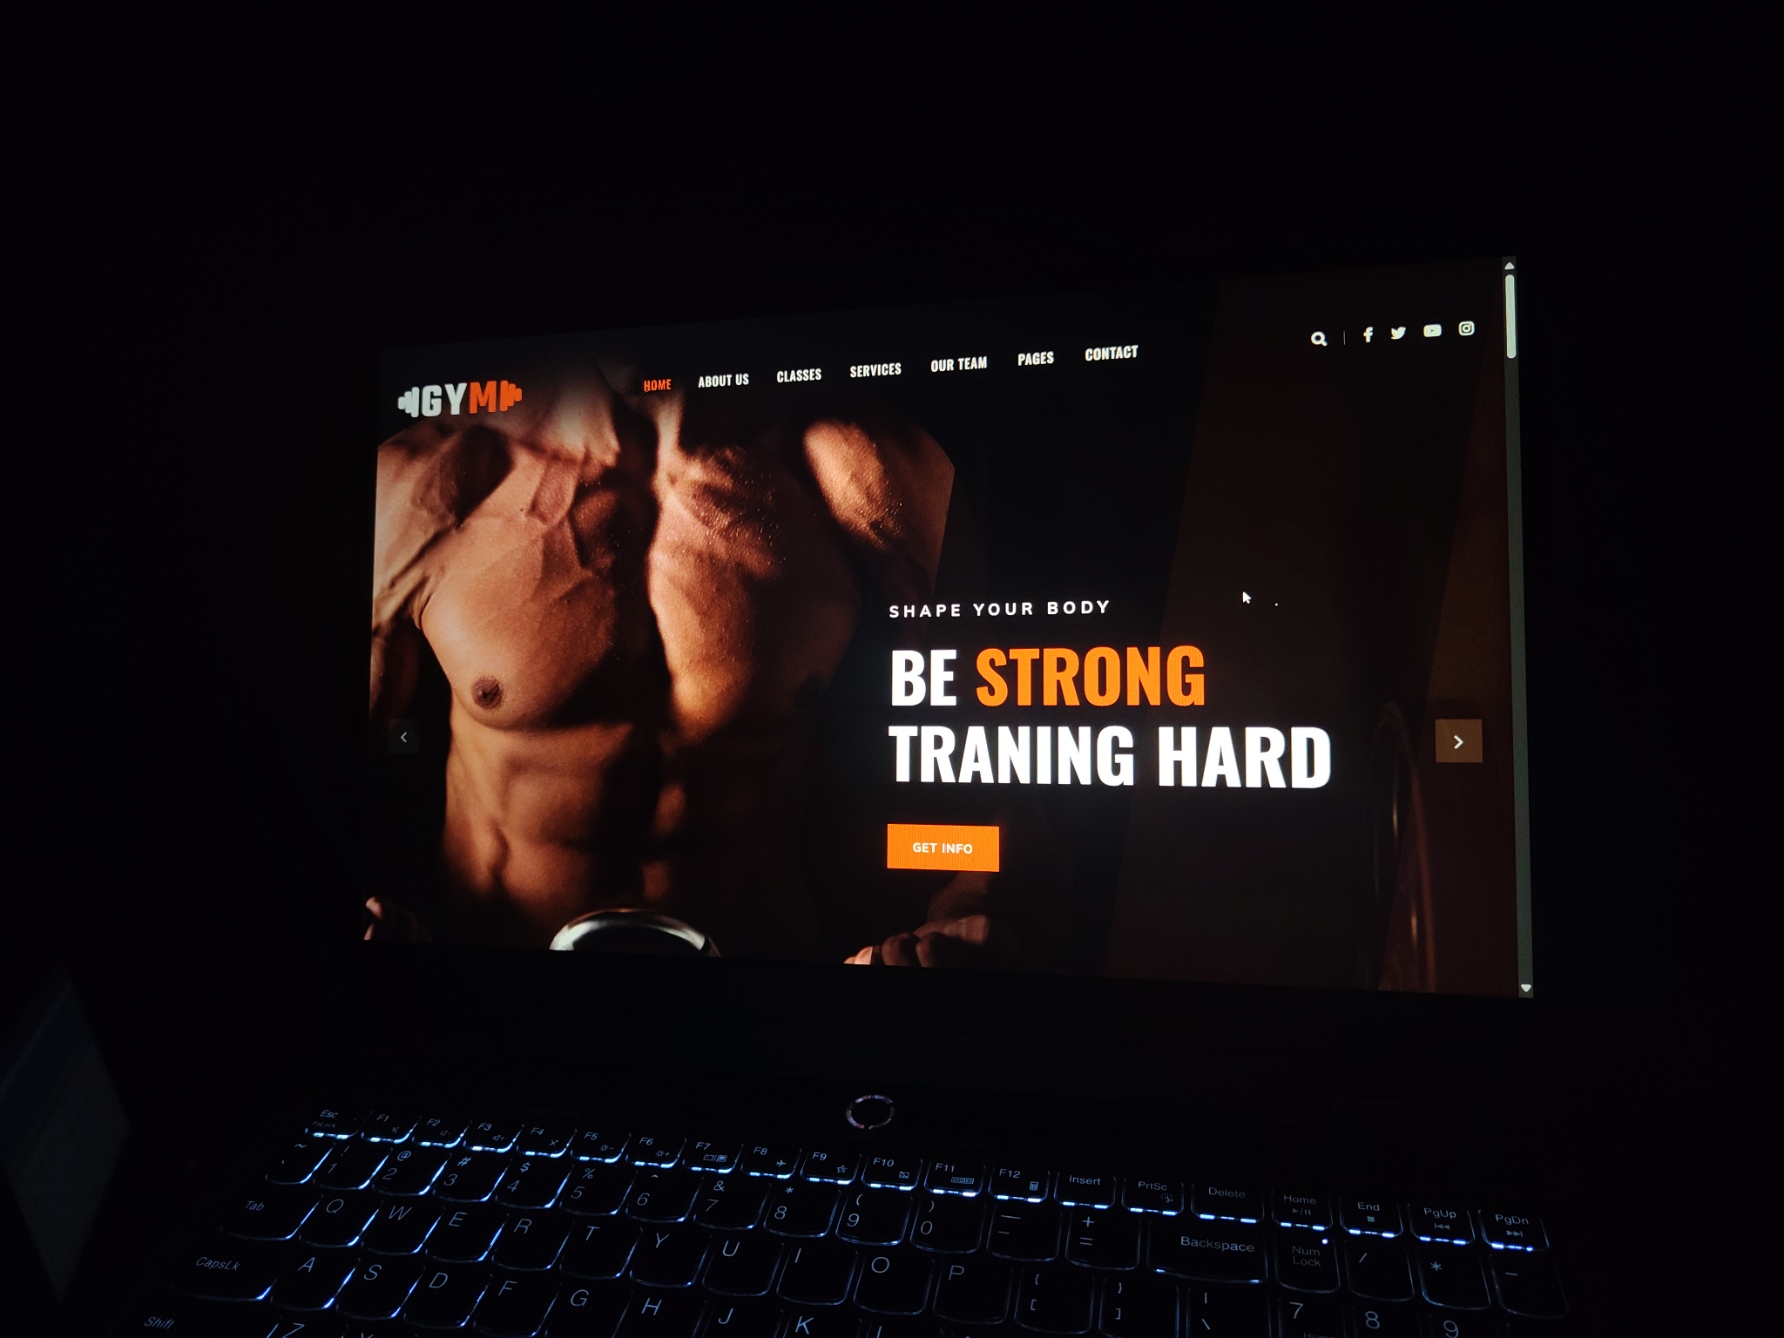 GYM
HOME ABOUT US CLASSES SERVICES OUR TEAM PAGES CONTACT
SHAPE YOUR BODY
BE STRONG
TRANING HARD
GET INFO
Esc F1 F2 F3 F4 F5 F6 F7 F8 F9 F10 F11 F12 Insert PrtSc Delete Home End PgUp PgDn
~ ! @ # $ % ^ & * ( ) — +
1 2 3 4 5 6 7 8 9 0 - = Backspace Num Lock / * -
Tab Q W E R T Y U I O P { [ } ] | \ 7 8 9
CapsLk A S D F G H J K L
Shift Z